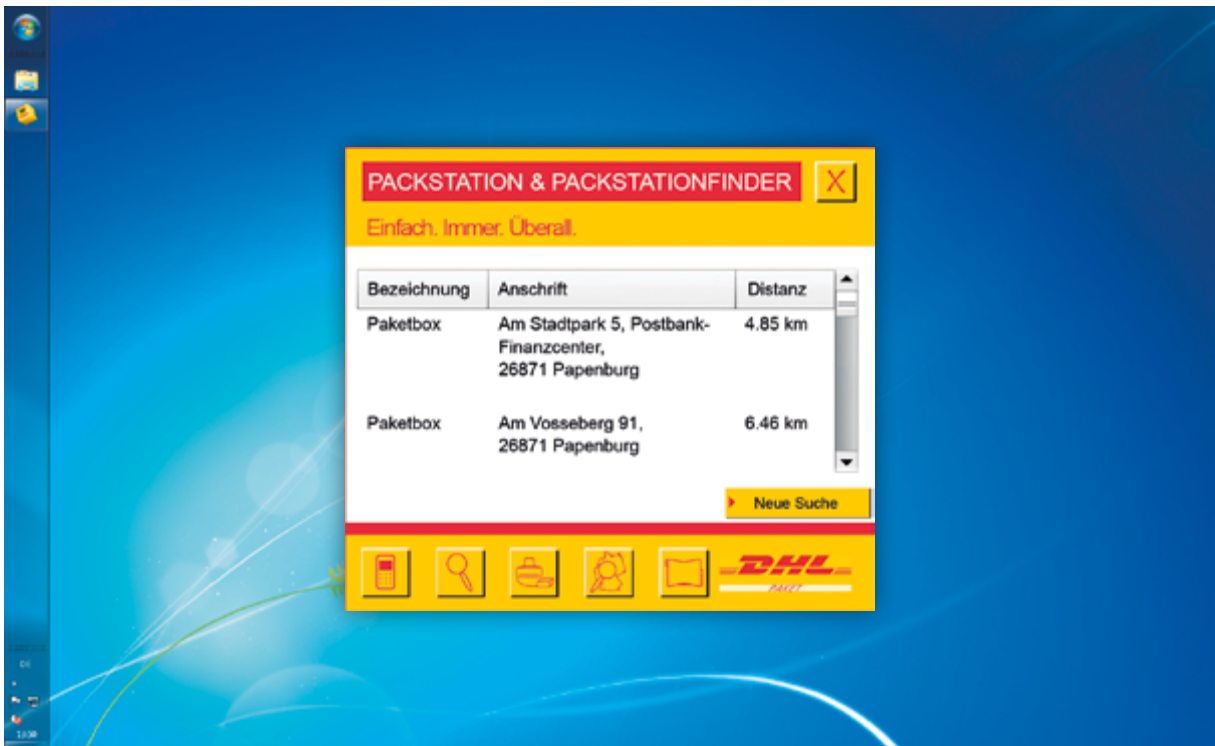 PACKSTATION & PACKSTATIONFINDER X
Einfach. Immer. Überall.
Bezeichnung Anschrift Distanz
Paketbox Am Stadtpark 5, Postbank- 4.85 km
Finanzcenter,
26871 Papenburg
Paketbox Am Vosseberg 91, 6.46 km
26871 Papenburg
Neue Suche
DHL
PAKET